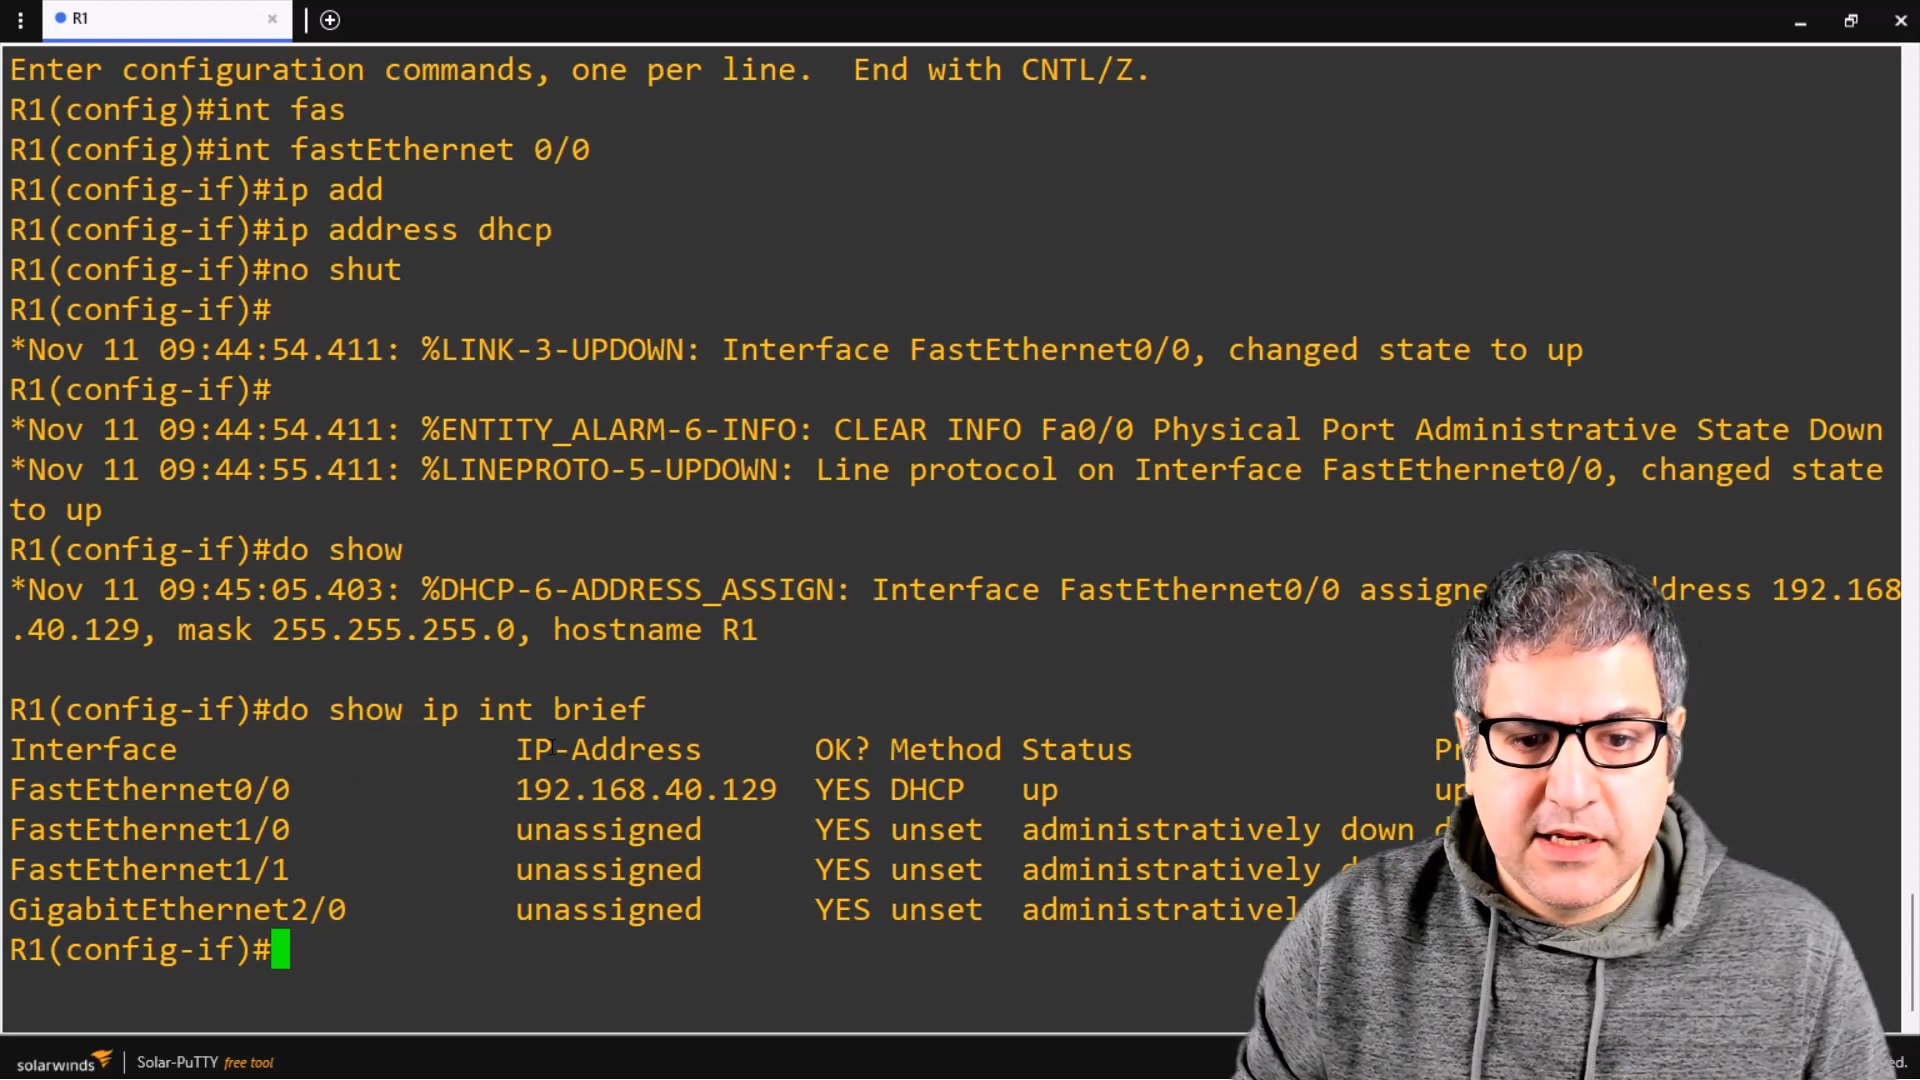 R1
Enter configuration commands, one per line.  End with CNTL/Z.
R1(config)#int fas
R1(config)#int fastEthernet 0/0
R1(config-if)#ip add
R1(config-if)#ip address dhcp
R1(config-if)#no shut
R1(config-if)#
*Nov 11 09:44:54.411: %LINK-3-UPDOWN: Interface FastEthernet0/0, changed state to up
R1(config-if)#
*Nov 11 09:44:54.411: %ENTITY_ALARM-6-INFO: CLEAR INFO Fa0/0 Physical Port Administrative State Down
*Nov 11 09:44:55.411: %LINEPROTO-5-UPDOWN: Line protocol on Interface FastEthernet0/0, changed state
to up
R1(config-if)#do show
*Nov 11 09:45:05.403: %DHCP-6-ADDRESS_ASSIGN: Interface FastEthernet0/0 192.168
.40.129, mask 255.255.255.0, hostname R1
R1(config-if)#do show ip int brief
Interface IP-Address OK? Method Status
FastEthernet0/0 192.168.40.129 YES DHCP up
FastEthernet1/0 unassigned YES unset administratively down
FastEthernet1/1 unassigned YES unset
GigabitEthernet2/0 unassigned YES unset
R1(config-if)#
solarwinds Solar-PuTTY free tool